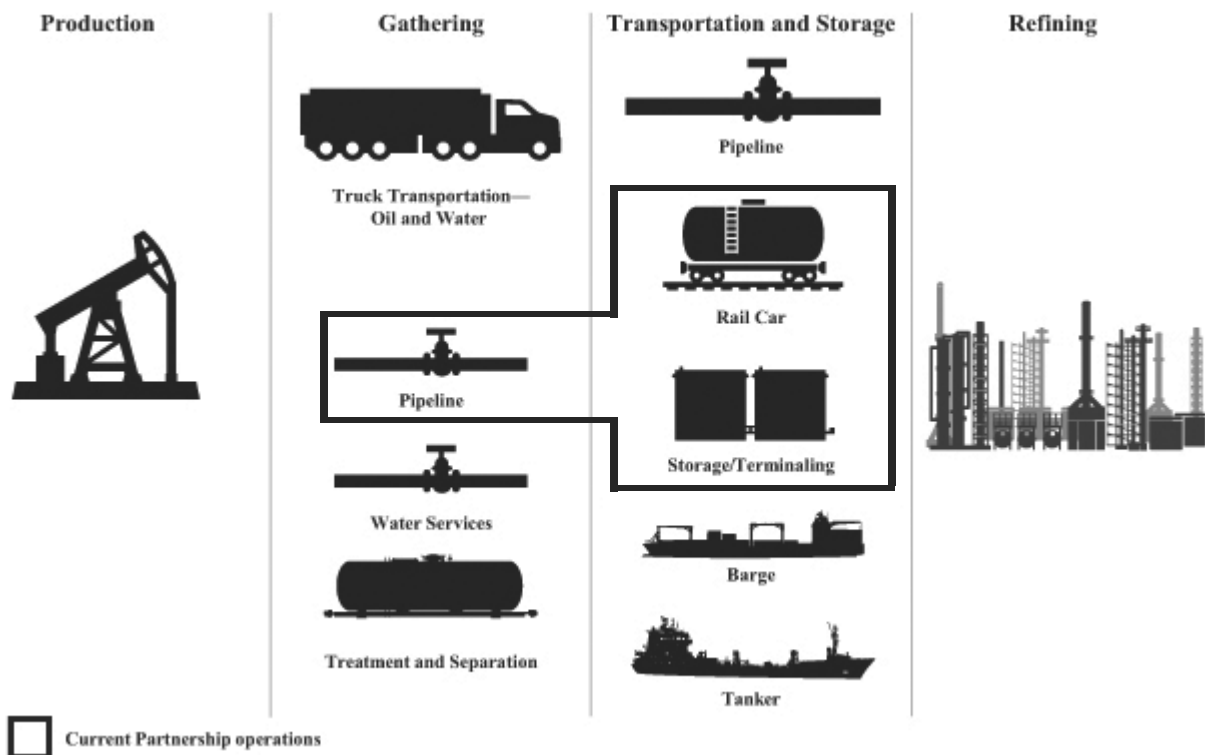 Production
Gathering
Transportation and Storage
Refining
Truck Transportation—
Oil and Water
Pipeline
Water Services
Treatment and Separation
Pipeline
Rail Car
Storage/Terminaling
Barge
Tanker
Current Partnership operations